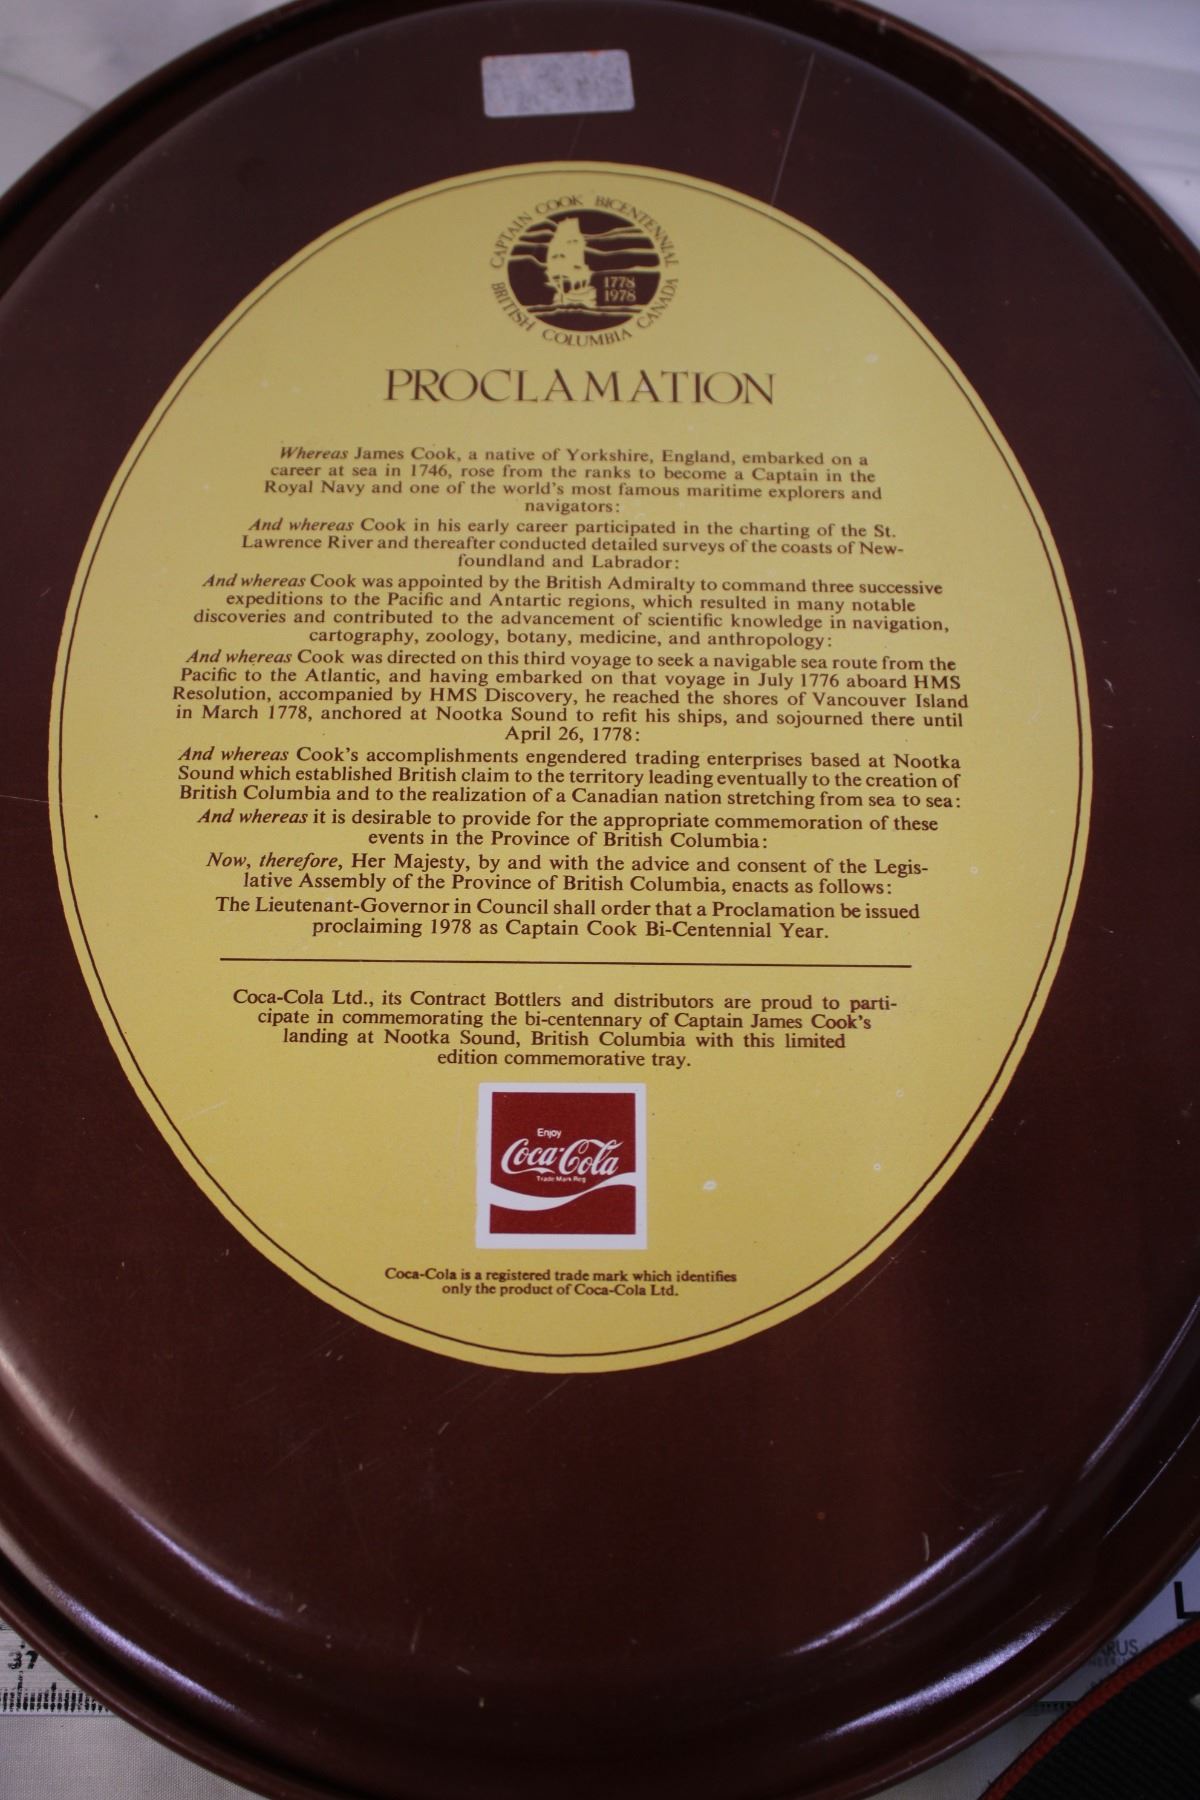 CAPTAIN COOK BICENTENNIAL
BRITISH COLUMBIA CANADA
1778
1978
PROCLAMATION
Whereas James Cook, a native of Yorkshire, England, embarked on a
career at sea in 1746, rose from the ranks to become a Captain in the
Royal Navy and one of the world's most famous maritime explorers and
navigators:
And whereas Cook in his early career participated in the charting of the St.
Lawrence River and thereafter conducted detailed surveys of the coasts of New-
foundland and Labrador:
And whereas Cook was appointed by the British Admiralty to command three successive
expeditions to the Pacific and Antartic regions, which resulted in many notable
discoveries and contributed to the advancement of scientific knowledge in navigation,
cartography, zoology, botany, medicine, and anthropology:
And whereas Cook was directed on this third voyage to seek a navigable sea route from the
Pacific to the Atlantic, and having embarked on that voyage in July 1776 aboard HMS
Resolution, accompanied by HMS Discovery, he reached the shores of Vancouver Island
in March 1778, anchored at Nootka Sound to refit his ships, and sojourned there until
April 26, 1778:
And whereas Cook's accomplishments engendered trading enterprises based at Nootka
Sound which established British claim to the territory leading eventually to the creation of
British Columbia and to the realization of a Canadian nation stretching from sea to sea:
And whereas it is desirable to provide for the appropriate commemoration of these
events in the Province of British Columbia:
Now, therefore, Her Majesty, by and with the advice and consent of the Legis-
lative Assembly of the Province of British Columbia, enacts as follows:
The Lieutenant-Governor in Council shall order that a Proclamation be issued
proclaiming 1978 as Captain Cook Bi-Centennial Year.
Coca-Cola Ltd., its Contract Bottlers and distributors are proud to parti-
cipate in commemorating the bi-centennary of Captain James Cook's
landing at Nootka Sound, British Columbia with this limited
edition commemorative tray.
Enjoy
Coca-Cola
Trade Mark Reg
Coca-Cola is a registered trade mark which identifies
only the product of Coca-Cola Ltd.
37
L